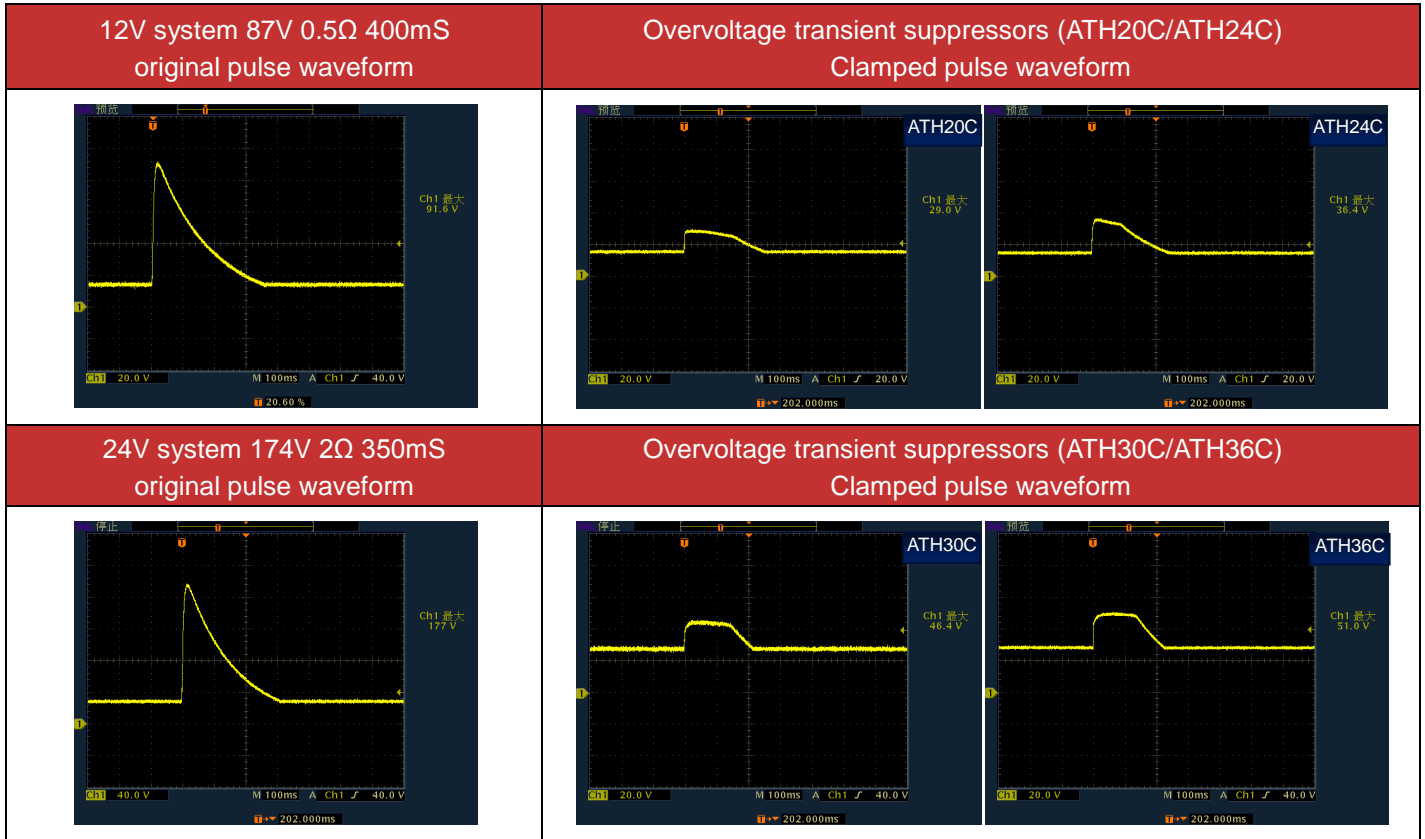 12V system 87V 0.5Ω 400mS
original pulse waveform
Overvoltage transient suppressors (ATH20C/ATH24C)
Clamped pulse waveform
预览
Ch1 最大
91.6 V
1
Ch1 20.0 V M 100ms A Ch1 40.0 V
20.60 %
预览
ATH20C
Ch1 最大
29.0 V
1
Ch1 20.0 V M 100ms A Ch1 20.0 V
202.000ms
预览
ATH24C
Ch1 最大
36.4 V
1
Ch1 20.0 V M 100ms A Ch1 20.0 V
202.000ms
24V system 174V 2Ω 350mS
original pulse waveform
Overvoltage transient suppressors (ATH30C/ATH36C)
Clamped pulse waveform
停止
Ch1 最大
177 V
1
Ch1 40.0 V M 100ms A Ch1 40.0 V
202.000ms
停止
ATH30C
Ch1 最大
46.4 V
1
Ch1 20.0 V M 100ms A Ch1 40.0 V
202.000ms
预览
ATH36C
Ch1 最大
51.0 V
1
Ch1 20.0 V M 100ms A Ch1 40.0 V
202.000ms